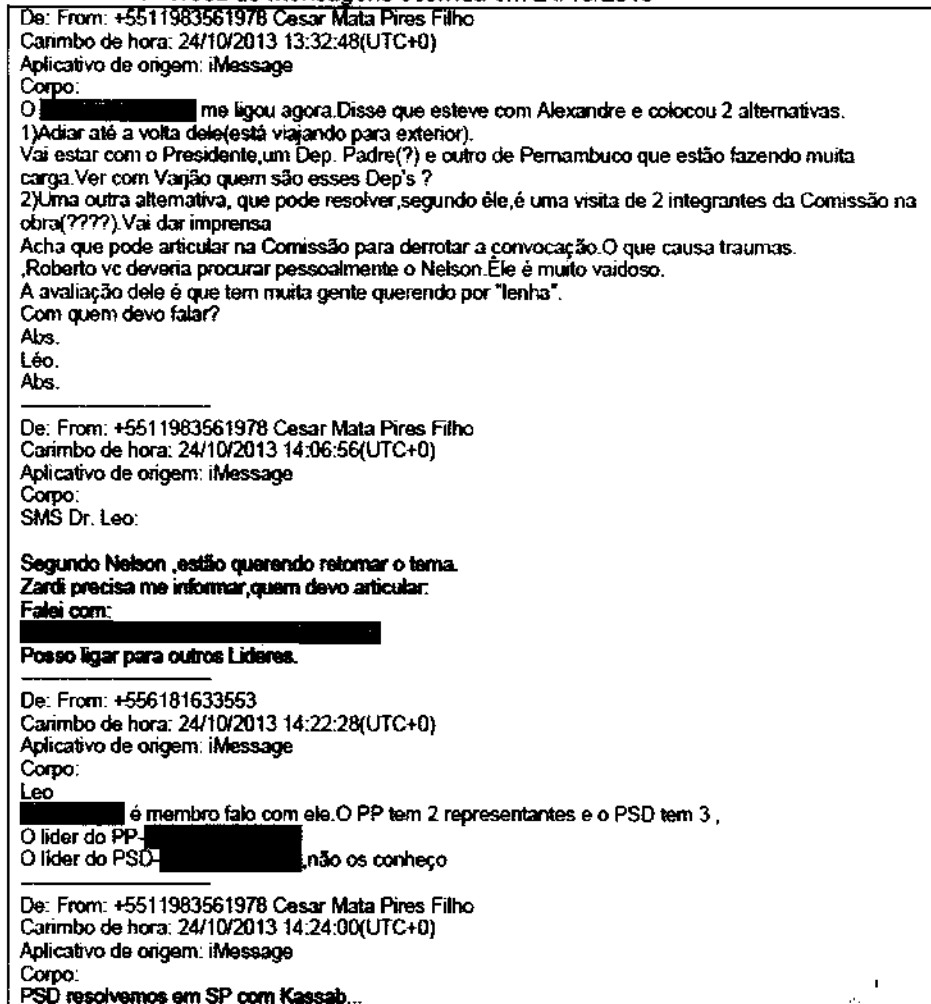 De: From: +5511983561978 Cesar Mata Pires Filho
Carimbo de hora: 24/10/2013 13:32:48(UTC+0)
Aplicativo de origem: iMessage
Corpo:
O me ligou agora.Disse que esteve com Alexandre e colocou 2 alternativas.
1)Adiar até a volta dele(está viajando para exterior).
Vai estar com o Presidente,um Dep. Padre(?) e outro de Pernambuco que estão fazendo muita
carga.Ver com Varjão quem são esses Dep's ?
2)Uma outra alternativa, que pode resolver,segundo êle,é uma visita de 2 integrantes da Comissão na
obra(????).Vai dar imprensa
Acha que pode articular na Comissão para derrotar a convocação.O que causa traumas.
,Roberto vc deveria procurar pessoalmente o Nelson.Êle é muito vaidoso.
A avaliação dele é que tem muita gente querendo por "lenha".
Com quem devo falar?
Abs.
Léo.
Abs.
De: From: +5511983561978 Cesar Mata Pires Filho
Carimbo de hora: 24/10/2013 14:06:56(UTC+0)
Aplicativo de origem: iMessage
Corpo:
SMS Dr. Leo:
Segundo Nelson ,estão querendo retomar o tema.
Zardi precisa me informar,quem devo articular:
Falei com:
Posso ligar para outros Lideres.
De: From: +556181633553
Carimbo de hora: 24/10/2013 14:22:28(UTC+0)
Aplicativo de origem: iMessage
Corpo:
Leo
é membro falo com ele.O PP tem 2 representantes e o PSD tem 3 ,
O lider do PP-
O líder do PSD- ,não os conheço
De: From: +5511983561978 Cesar Mata Pires Filho
Carimbo de hora: 24/10/2013 14:24:00(UTC+0)
Aplicativo de origem: iMessage
Corpo:
PSD resolvemos em SP com Kassab...